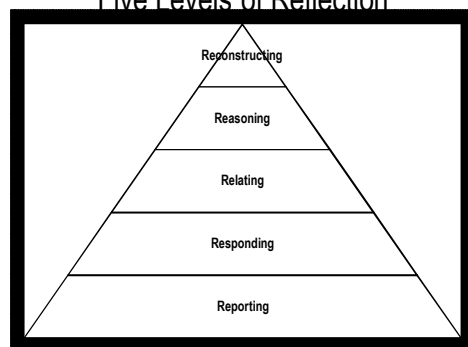 Five Levels of Reflection
Reconstructing
Reasoning
Relating
Responding
Reporting